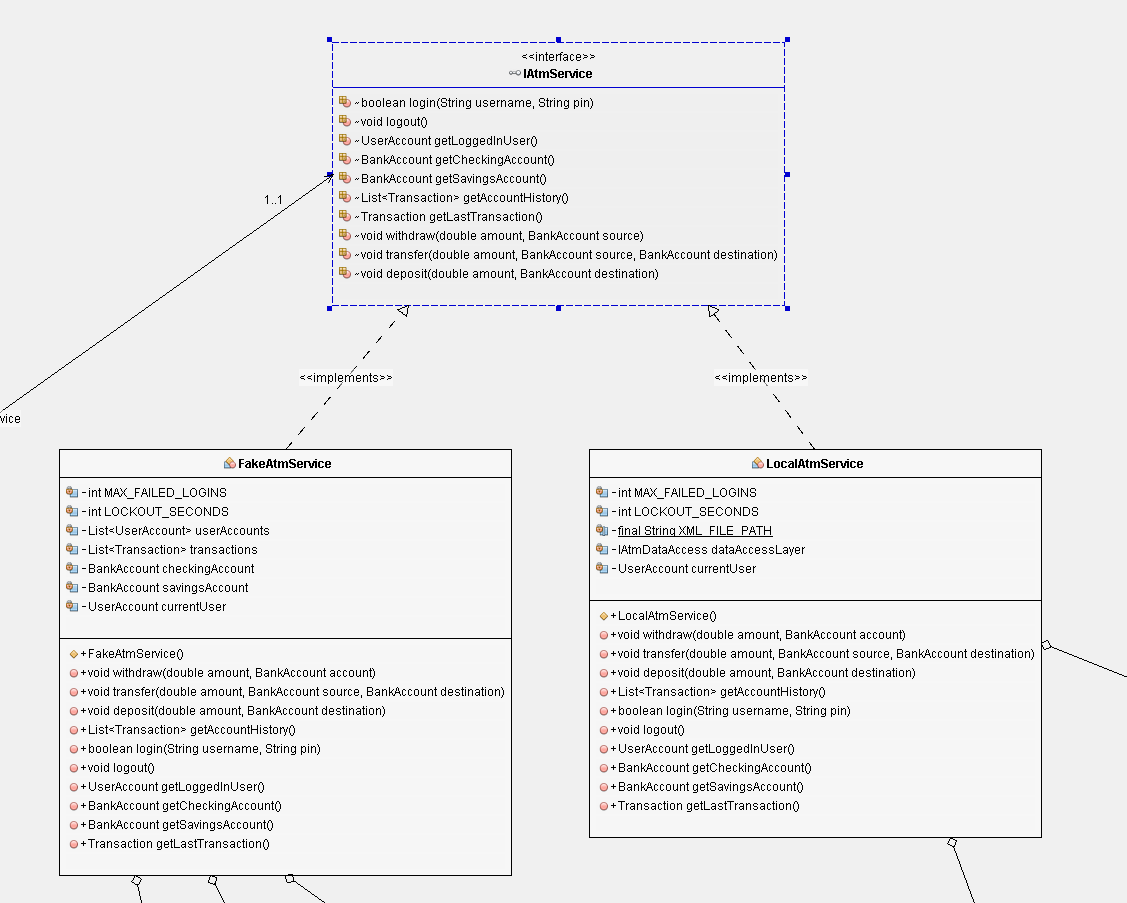 <<interface>>
IAtmService
~boolean login(String username, String pin)
~void logout()
~UserAccount getLoggedInUser()
~BankAccount getCheckingAccount()
~BankAccount getSavingsAccount()
~List<Transaction> getAccountHistory()
~Transaction getLastTransaction()
~void withdraw(double amount, BankAccount source)
~void transfer(double amount, BankAccount source, BankAccount destination)
~void deposit(double amount, BankAccount destination)
1..1
vice
<<implements>>
<<implements>>
FakeAtmService
-int MAX_FAILED_LOGINS
-int LOCKOUT_SECONDS
-List<UserAccount> userAccounts
-List<Transaction> transactions
-BankAccount checkingAccount
-BankAccount savingsAccount
-UserAccount currentUser
+FakeAtmService()
+void withdraw(double amount, BankAccount account)
+void transfer(double amount, BankAccount source, BankAccount destination)
+void deposit(double amount, BankAccount destination)
+List<Transaction> getAccountHistory()
+boolean login(String username, String pin)
+void logout()
+UserAccount getLoggedInUser()
+BankAccount getCheckingAccount()
+BankAccount getSavingsAccount()
+Transaction getLastTransaction()
LocalAtmService
-int MAX_FAILED_LOGINS
-int LOCKOUT_SECONDS
-final String XML_FILE_PATH
-IAtmDataAccess dataAccessLayer
-UserAccount currentUser
+LocalAtmService()
+void withdraw(double amount, BankAccount account)
+void transfer(double amount, BankAccount source, BankAccount destination)
+void deposit(double amount, BankAccount destination)
+List<Transaction> getAccountHistory()
+boolean login(String username, String pin)
+void logout()
+UserAccount getLoggedInUser()
+BankAccount getCheckingAccount()
+BankAccount getSavingsAccount()
+Transaction getLastTransaction()